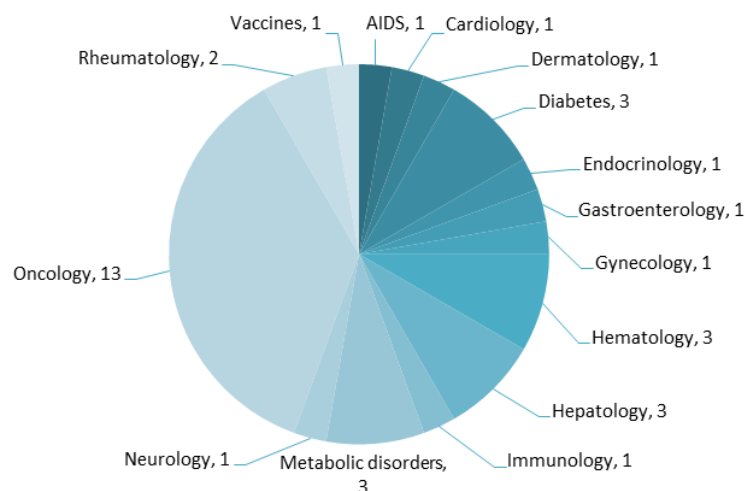 Vaccines, 1
AIDS, 1
Cardiology, 1
Rheumatology, 2
Dermatology, 1
Diabetes, 3
Endocrinology, 1
Gastroenterology, 1
Gynecology, 1
Oncology, 13
Hematology, 3
Hepatology, 3
Neurology, 1
Metabolic disorders,
3
Immunology, 1